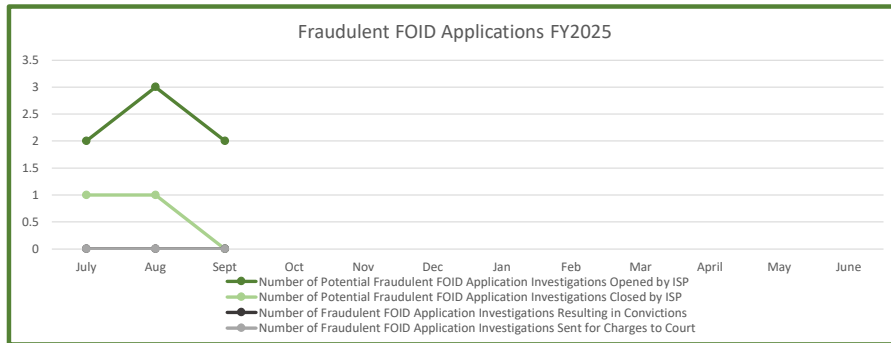 Fraudulent FOID Applications FY2025
3.5
3
2.5
2
1.5
1
0.5
0
July Aug Sept Oct Nov Dec Jan Feb Mar April May June
Number of Potential Fraudulent FOID Application Investigations Opened by ISP
Number of Potential Fraudulent FOID Application Investigations Closed by ISP
Number of Fraudulent FOID Application Investigations Resulting in Convictions
Number of Fraudulent FOID Application Investigations Sent for Charges to Court